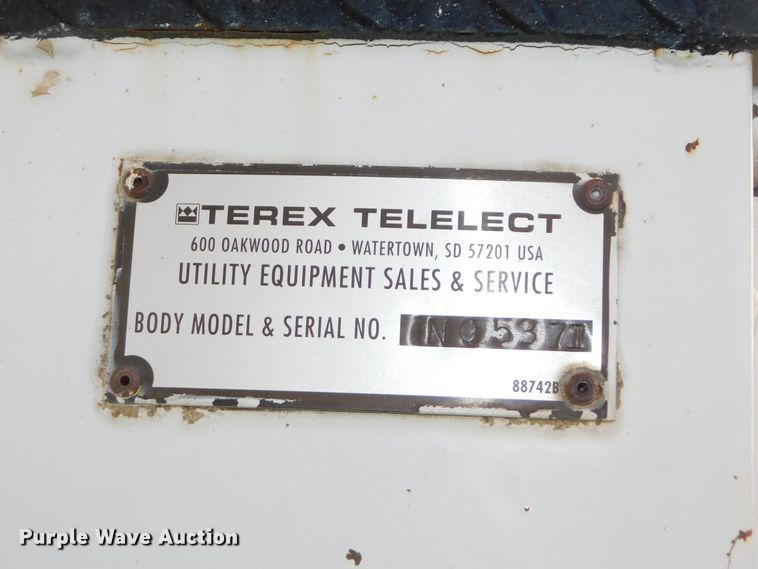 TEREX TELELECT
600 OAKWOOD ROAD • WATERTOWN, SD 57201 USA
UTILITY EQUIPMENT SALES & SERVICE
BODY MODEL & SERIAL NO.
88742B
Purple Wave Auction